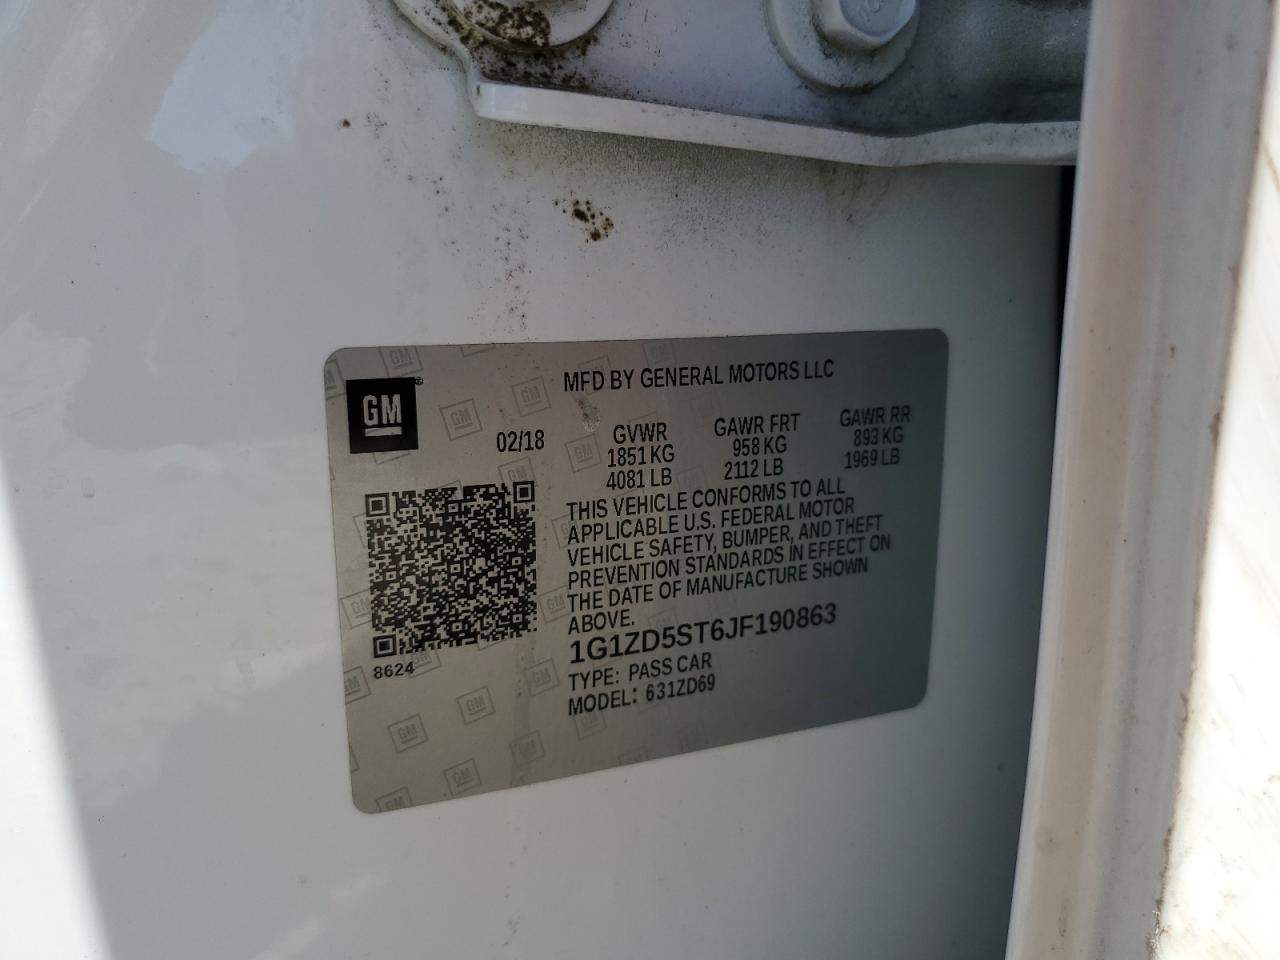 MFD BY GENERAL MOTORS LLC
GM®
02/18
GVWR
1851 KG
4081 LB
GAWR FRT
958 KG
2112 LB
GAWR RR
893 KG
1969 LB
THIS VEHICLE CONFORMS TO ALL
APPLICABLE U.S. FEDERAL MOTOR
VEHICLE SAFETY, BUMPER, AND THEFT
PREVENTION STANDARDS IN EFFECT ON
THE DATE OF MANUFACTURE SHOWN
ABOVE.
1G1ZD5ST6JF190863
8624
TYPE: PASS CAR
MODEL: 631ZD69